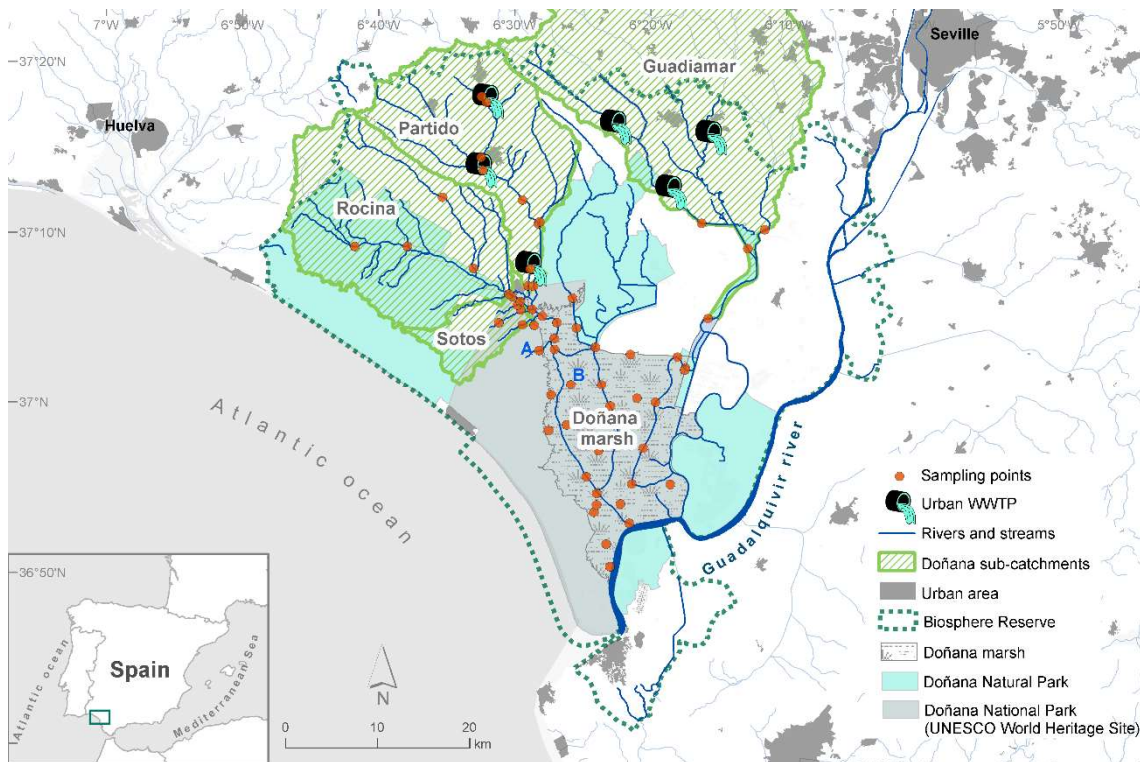 6°50'N
6°40'N
6°30'N
6°20'N
6°10'N
5°50'N
37°20'N
37°10'N
37°0'N
36°50'N
Seville
Huelva
Guadiamar
Partido
Rocina
Sotos
A
B
Doñana
marsh
Atlantic ocean
Guadalquivir river
Sampling points
Urban WWTP
Rivers and streams
Doñana sub-catchments
Urban area
Biosphere Reserve
Doñana marsh
Doñana Natural Park
Doñana National Park
(UNESCO World Heritage Site)
Spain
Atlantic ocean
Mediterranean Sea
N
0 10 20
km
7°0'W